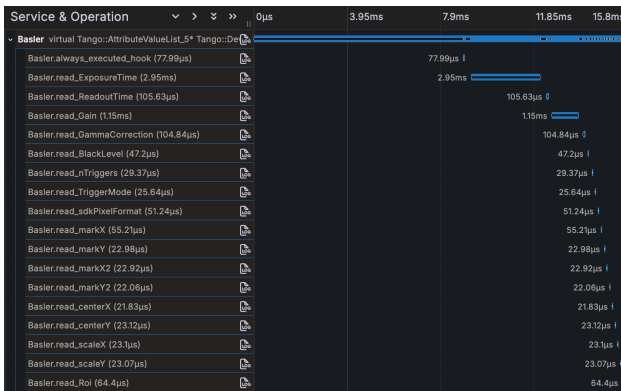 Service & Operation 0µs 3.95ms 7.9ms 11.85ms 15.8m
Basler virtual Tango::AttributeValueList_5* Tango::De
Basler.always_executed_hook (77.99µs) 77.99µs
Basler.read_ExposureTime (2.95ms) 2.95ms
Basler.read_ReadoutTime (105.63µs) 105.63µs
Basler.read_Gain (1.15ms) 1.15ms
Basler.read_GammaCorrection (104.84µs) 104.84µs
Basler.read_BlackLevel (47.2µs) 47.2µs
Basler.read_nTriggers (29.37µs) 29.37µs
Basler.read_TriggerMode (25.64µs) 25.64µs
Basler.read_sdkPixelFormat (51.24µs) 51.24µs
Basler.read_markX (55.21µs) 55.21µs
Basler.read_markY (22.98µs) 22.98µs
Basler.read_markX2 (22.92µs) 22.92µs
Basler.read_markY2 (22.06µs) 22.06µs
Basler.read_centerX (21.83µs) 21.83µs
Basler.read_centerY (23.12µs) 23.12µs
Basler.read_scaleX (23.1µs) 23.1µs
Basler.read_scaleY (23.07µs) 23.07µs
Basler.read_Roi (64.4µs) 64.4µs